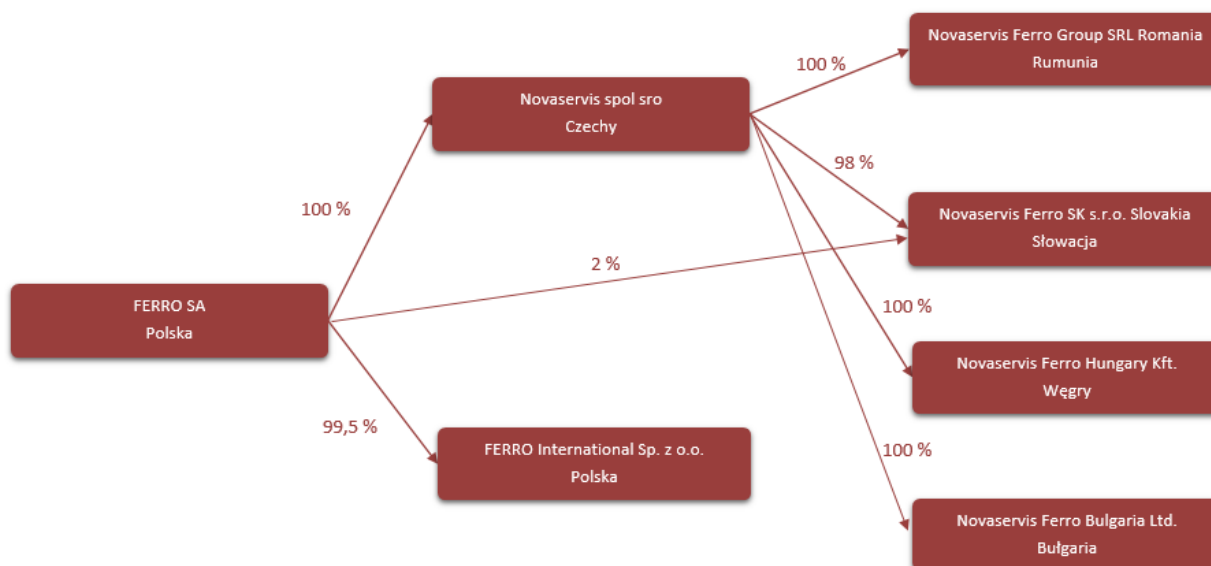 Novaservis Ferro Group SRL Romania
Rumunia
100 %
Novaservis spol sro
Czechy
98 %
100 %
Novaservis Ferro SK s.r.o. Slovakia
Słowacja
2 %
FERRO SA
Polska
100 %
Novaservis Ferro Hungary Kft.
Węgry
99,5 %
FERRO International Sp. z o.o.
Polska
100 %
Novaservis Ferro Bulgaria Ltd.
Bułgaria